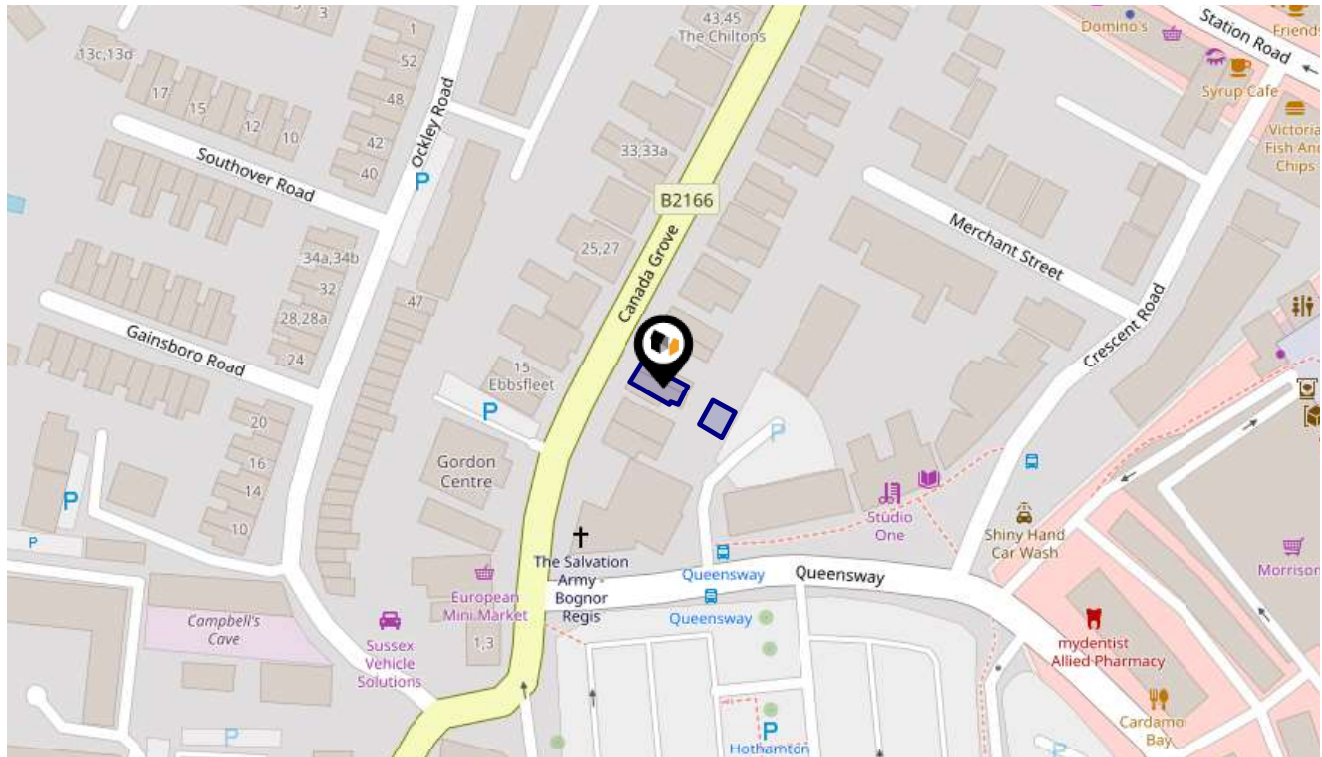 3
1
13c,13d
52
17
15
12
10
48
42
40
Southover Road
ockley Road
P
43,45
The Chiltons
33,33a
B2166
25,27
Canada Grove
Domino's
Station Road
Friends
Syrup Cafe
Victoria
Fish And
Chips
Merchant Street
Crescent Road
34a,34b
32
28,28a
24
47
Gainsboro Road
15
Ebbsfleet
P
20
16
14
10
P
P
Gordon
Centre
P
Studio
One
Shiny Hand
Car Wash
Morrison
The Salvation
Army -
Bognor
Regis
European
Mini Market
1,3
Queensway
Queensway
Queensway
Campbell's
Cave
Sussex
Vehicle
Solutions
P
mydentist
Allied Pharmacy
Cardamo
Bay
P
Hothamton
P